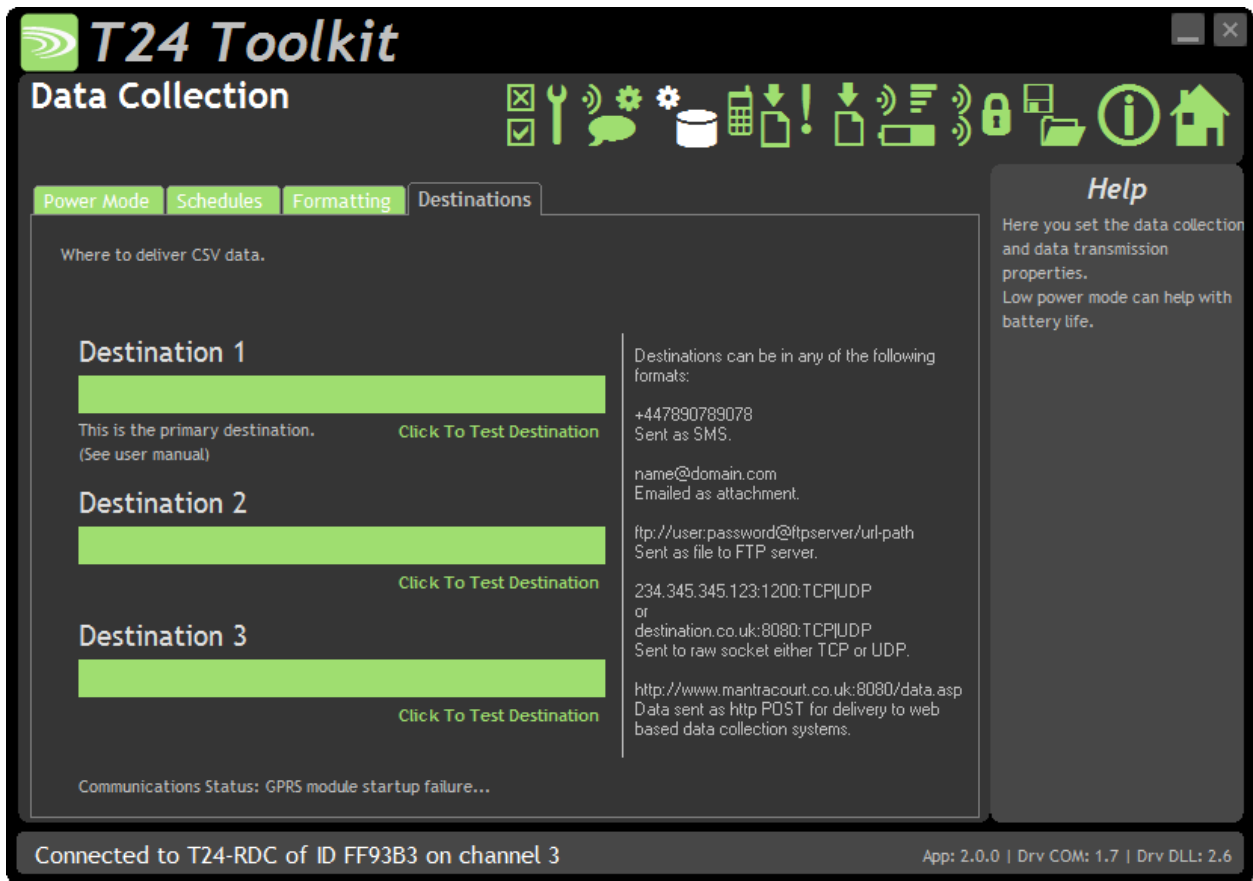 T24 Toolkit
Data Collection
Power Mode
Schedules
Formatting
Destinations
Where to deliver CSV data.
Destination 1
This is the primary destination.
(See user manual)
Click To Test Destination
Destination 2
Click To Test Destination
Destination 3
Click To Test Destination
Destinations can be in any of the following
formats:
+447890789078
Sent as SMS.
name@domain.com
Emailed as attachment.
ftp://user:password@ftpserver/url-path
Sent as file to FTP server.
234.345.345.123:1200:TCP|UDP
or
destination.co.uk:8080:TCP|UDP
Sent to raw socket either TCP or UDP.
http://www.mantracourt.co.uk:8080/data.asp
Data sent as http POST for delivery to web
based data collection systems.
Communications Status: GPRS module startup failure...
Help
Here you set the data collection
and data transmission
properties.
Low power mode can help with
battery life.
Connected to T24-RDC of ID FF93B3 on channel 3
App: 2.0.0 | Drv COM: 1.7 | Drv DLL: 2.6